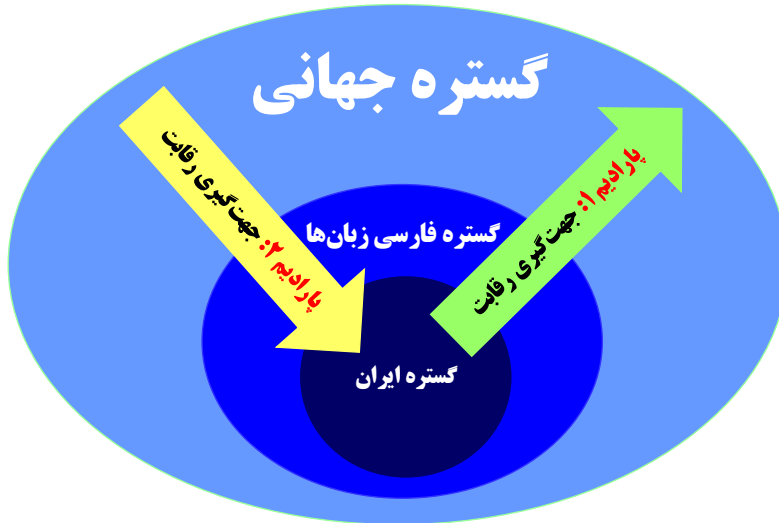 گستره جهانی
پارادیم ۱: جهت‌گیری رقابت
پارادیم ۲: جهت‌گیری رقابت
گستره فارسی زبان‌ها
گستره ایران